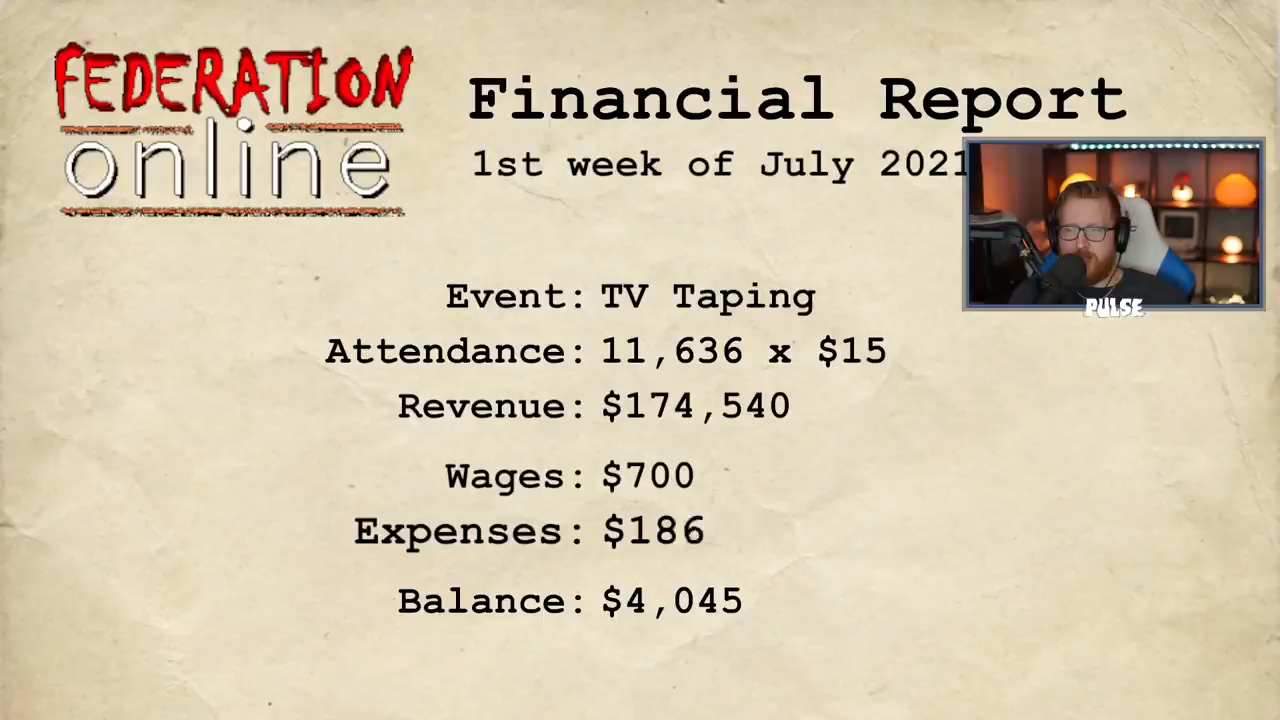 FEDERATION
online
Financial Report
1st week of July 2021
PULSE
Event: TV Taping
Attendance: 11,636 x $15
Revenue: $174,540
Wages: $700
Expenses: $186
Balance: $4,045